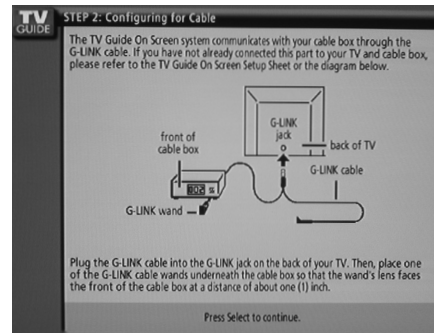 TV GUIDE
STEP 2: Configuring for Cable
The TV Guide On Screen system communicates with your cable box through the
G-LINK cable. If you have not already connected this part to your TV and cable box,
please refer to the TV Guide On Screen Setup Sheet or the diagram below.
G-LINK
jack
front of
cable box
back of TV
G-LINK cable
G-LINK wand
Plug the G-LINK cable into the G-LINK jack on the back of your TV. Then, place one
of the G-LINK cable wands underneath the cable box so that the wand's lens faces
the front of the cable box at a distance of about one (1) inch.
Press Select to continue.